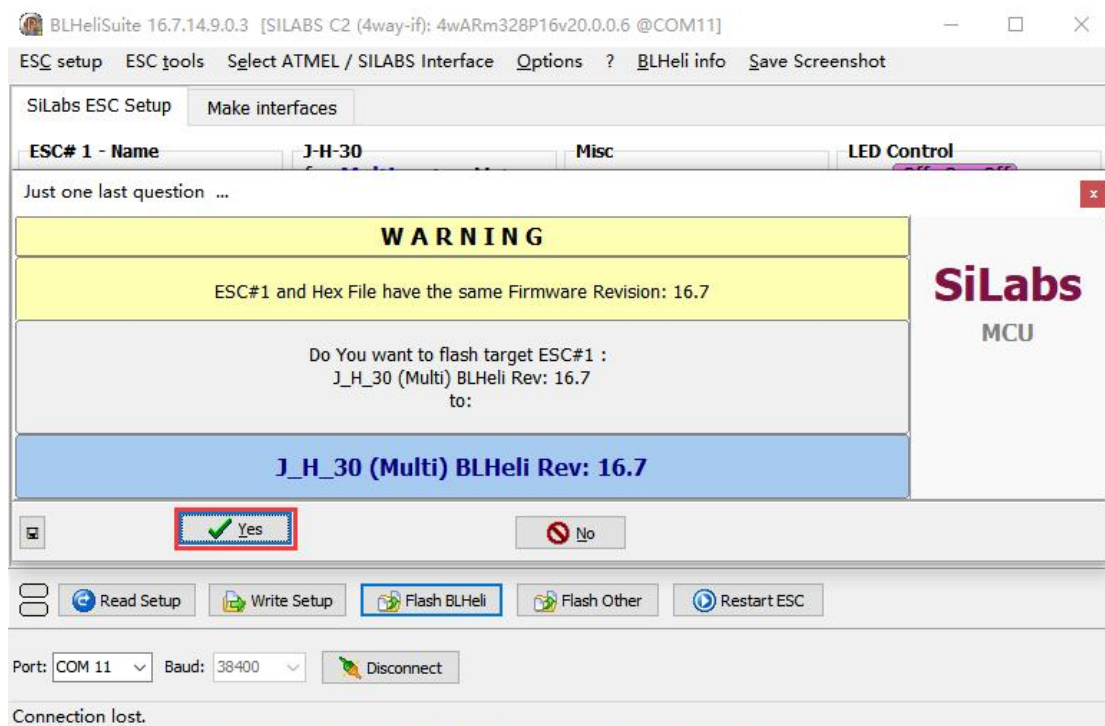 BLHeliSuite 16.7.14.9.0.3 [SILABS C2 (4way-if): 4wARm328P16v20.0.0.6 @COM11]
ESC setup ESC tools Select ATMEL / SILABS Interface Options ? BLHeli info Save Screenshot
SiLabs ESC Setup Make interfaces
ESC# 1 - Name J-H-30 Misc LED Control
Just one last question ...
x
WARNING
ESC#1 and Hex File have the same Firmware Revision: 16.7
SiLabs
MCU
Do You want to flash target ESC#1 :
J_H_30 (Multi) BLHeli Rev: 16.7
to:
J_H_30 (Multi) BLHeli Rev: 16.7
Yes No
Read Setup Write Setup Flash BLHeli Flash Other Restart ESC
Port: COM 11 Baud: 38400 Disconnect
Connection lost.